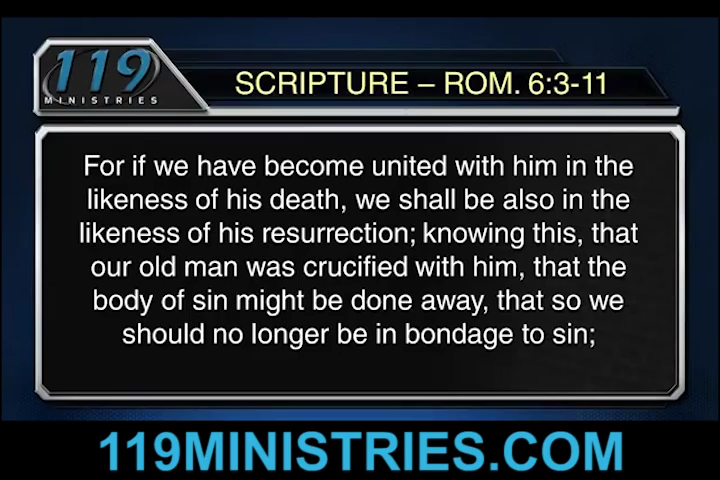 119
MINISTRIES
SCRIPTURE – ROM. 6:3-11
For if we have become united with him in the
likeness of his death, we shall be also in the
likeness of his resurrection; knowing this, that
our old man was crucified with him, that the
body of sin might be done away, that so we
should no longer be in bondage to sin;
119MINISTRIES.COM